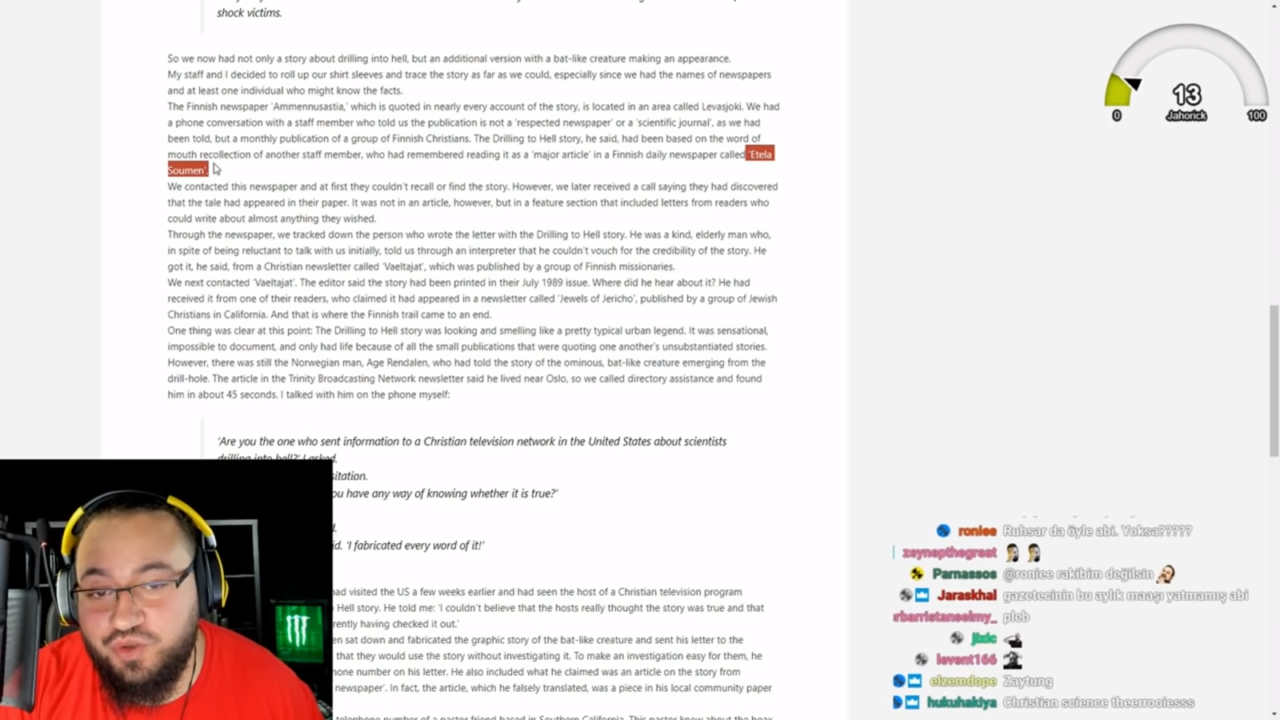 shock victims.
So we now had not only a story about drilling into hell, but an additional version with a bat-like creature making an appearance.
My staff and I decided to roll up our shirt sleeves and trace the story as far as we could, especially since we had the names of newspapers
and at least one individual who might know the facts.
The Finnish newspaper 'Ammennusastia,' which is quoted in nearly every account of the story, is located in an area called Levasjoki. We had
a phone conversation with a staff member who told us the publication is not a 'respected newspaper' or a 'scientific journal', as we had
been told, but a monthly publication of a group of Finnish Christians. The Drilling to Hell story, he said, had been based on the word of
mouth recollection of another staff member, who had remembered reading it as a 'major article' in a Finnish daily newspaper called 'Etela
Soumen'.
We contacted this newspaper and at first they couldn't recall or find the story. However, we later received a call saying they had discovered
that the tale had appeared in their paper. It was not in an article, however, but in a feature section that included letters from readers who
could write about almost anything they wished.
Through the newspaper, we tracked down the person who wrote the letter with the Drilling to Hell story. He was a kind, elderly man who,
in spite of being reluctant to talk with us initially, told us through an interpreter that he couldn't vouch for the credibility of the story. He
got it, he said, from a Christian newsletter called 'Vaeltajat', which was published by a group of Finnish missionaries.
We next contacted 'Vaeltajat'. The editor said the story had been printed in their July 1989 issue. Where did he hear about it? He had
received it from one of their readers, who claimed it had appeared in a newsletter called 'Jewels of Jericho', published by a group of Jewish
Christians in California. And that is where the Finnish trail came to an end.
One thing was clear at this point: The Drilling to Hell story was looking and smelling like a pretty typical urban legend. It was sensational,
impossible to document, and only had life because of all the small publications that were quoting one another's unsubstantiated stories.
However, there was still the Norwegian man, Age Rendalen, who had told the story of the ominous, bat-like creature emerging from the
drill-hole. The article in the Trinity Broadcasting Network newsletter said he lived near Oslo, so we called directory assistance and found
him in about 45 seconds. I talked with him on the phone myself:
'Are you the one who sent information to a Christian television network in the United States about scientists
drilling into hell?' I asked.
sitation.
ou have any way of knowing whether it is true?'
d.
id. 'I fabricated every word of it!'
had visited the US a few weeks earlier and had seen the host of a Christian television program
Hell story. He told me: 'I couldn't believe that the hosts really thought the story was true and that
rently having checked it out.'
en sat down and fabricated the graphic story of the bat-like creature and sent his letter to the
that they would use the story without investigating it. To make an investigation easy for them, he
hone number on his letter. He also included what he claimed was an article on the story from
newspaper'. In fact, the article, which he falsely translated, was a piece in his local community paper
telephone number of a pastor friend based in Southern California. This pastor knew about the hoax
13
Jahorick
0
100
roniee Ruhsar da öyle abi. Yoksa?????
zeynepthegreat
Parnassos @roniee rakibim değilsin
Jaraskhal gazetecinin bu aylık maaşı yatmamış abi
rbarristanselmy_ pleb
jixic
levent166
elzemdope Zaytung
hukuhakiya Christian science theerrooiesss